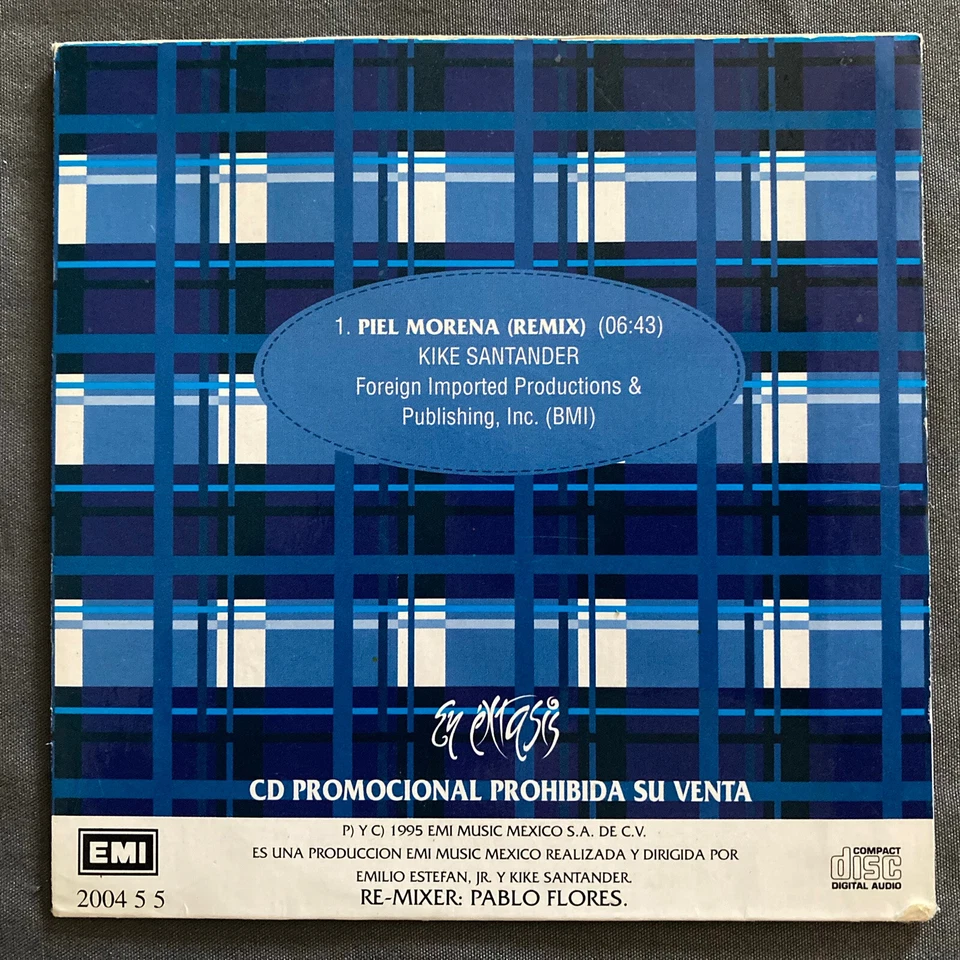 1. PIEL MORENA (REMIX) (06:43)
KIKE SANTANDER
Foreign Imported Productions &
Publishing, Inc. (BMI)
En éxtasis
CD PROMOCIONAL PROHIBIDA SU VENTA
P) Y C) 1995 EMI MUSIC MEXICO S.A. DE C.V.
ES UNA PRODUCCION EMI MUSIC MEXICO REALIZADA Y DIRIGIDA POR
EMILIO ESTEFAN, JR. Y KIKE SANTANDER.
RE-MIXER: PABLO FLORES.
EMI
2004 5 5
COMPACT
disc
DIGITAL AUDIO